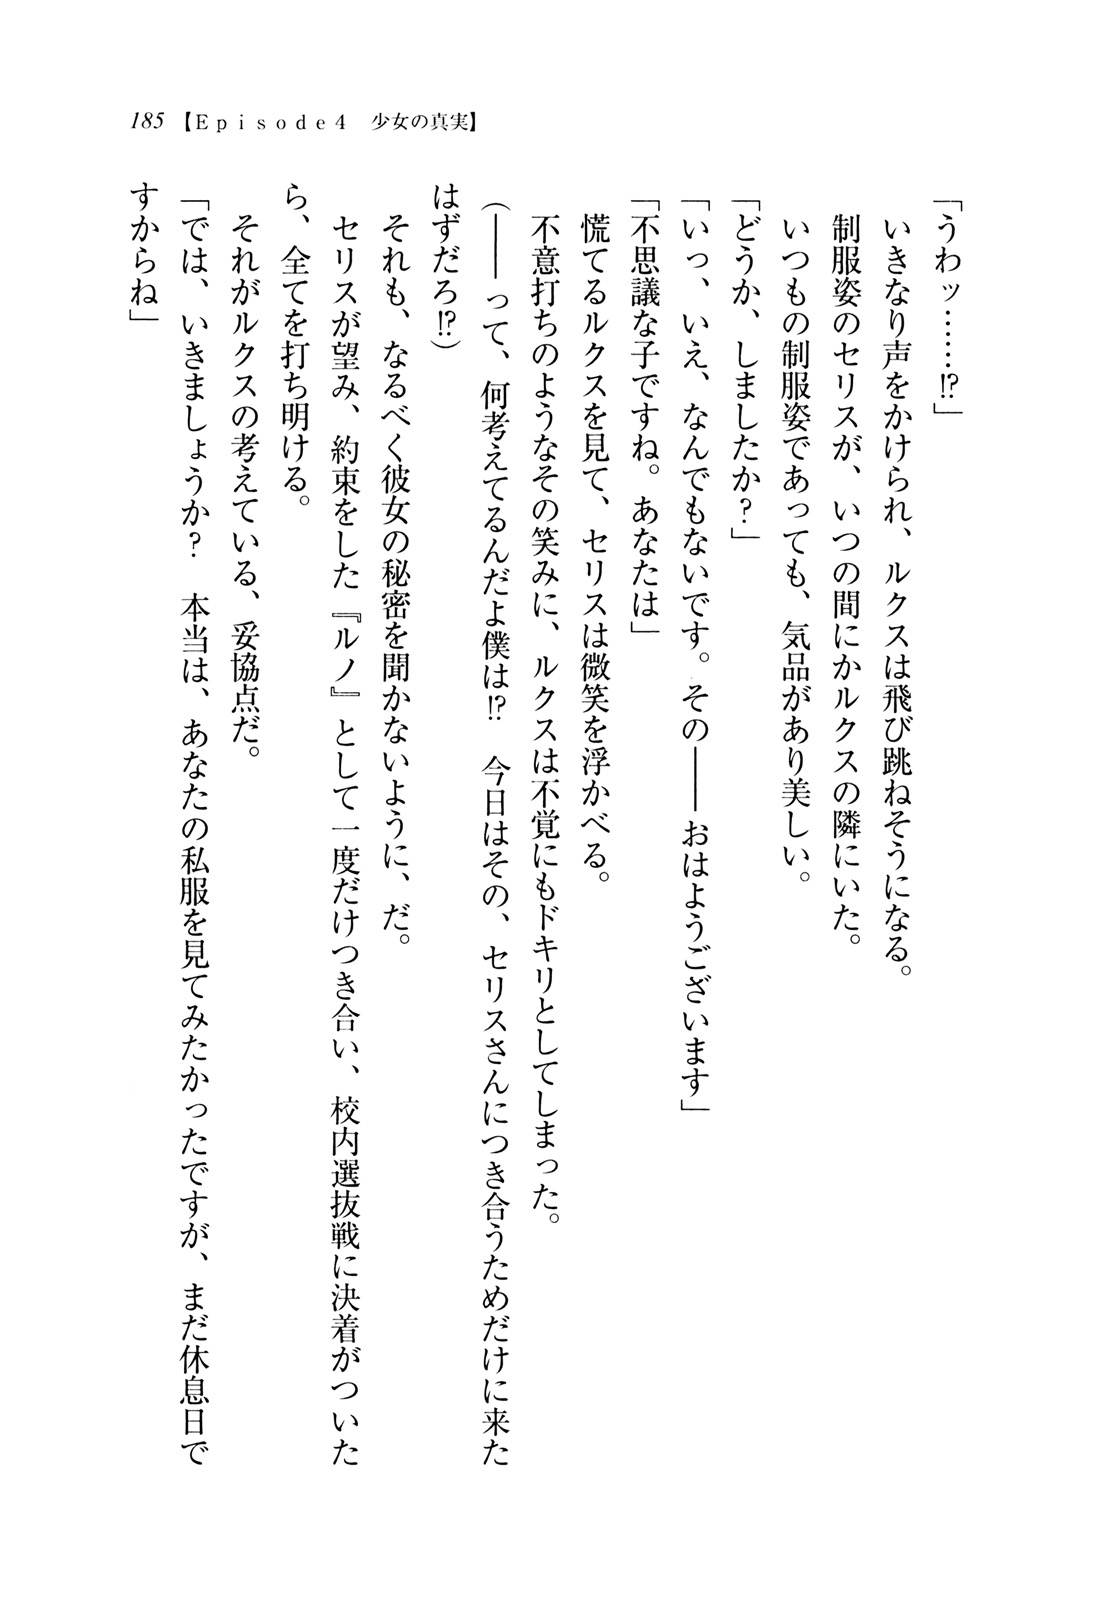 185 【Episode4　少女の真実】
「うわッ……!?」
　いきなり声をかけられ、ルクスは飛び跳ねそうになる。
　制服姿のセリスが、いつの間にかルクスの隣にいた。
　いつもの制服姿であっても、気品があり美しい。
「どうか、しましたか？」
「いっ、いえ、なんでもないです。その――おはようございます」
「不思議な子ですね。あなたは」
　慌てるルクスを見て、セリスは微笑を浮かべる。
　不意打ちのようなその笑みに、ルクスは不覚にもドキリとしてしまった。
（――って、何考えてるんだよ僕は!?　今日はその、セリスさんにつき合うためだけに来た
はずだろ!?）
　それも、なるべく彼女の秘密を聞かないように、だ。
　セリスが望み、約束をした『ルノ』として一度だけつき合い、校内選抜戦に決着がついた
ら、全てを打ち明ける。
　それがルクスの考えている、妥協点だ。
「では、いきましょうか？　本当は、あなたの私服を見てみたかったですが、まだ休息日で
すからね」